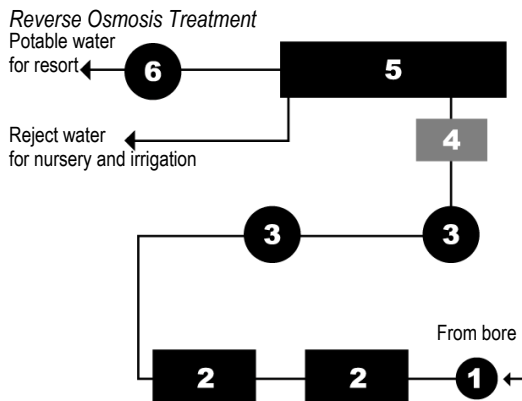 Reverse Osmosis Treatment
Potable water
for resort
6
5
Reject water
for nursery and irrigation
4
3
3
From bore
2
2
1